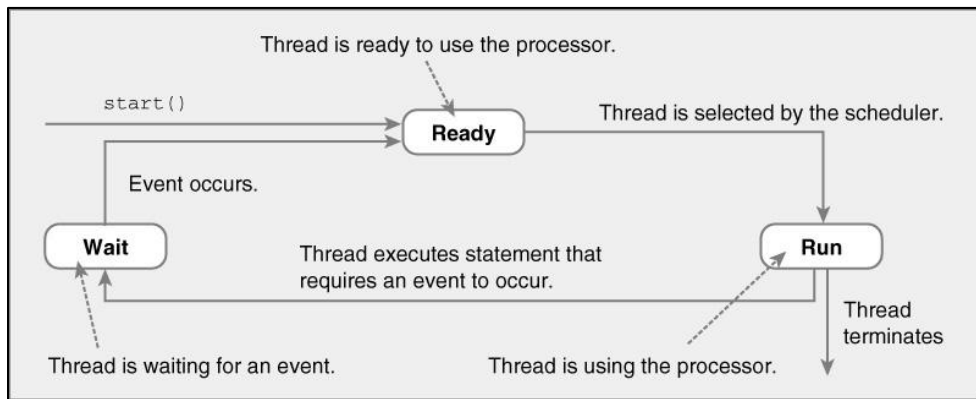 Thread is ready to use the processor.
start()
Ready
Thread is selected by the scheduler.
Event occurs.
Wait
Thread executes statement that
requires an event to occur.
Run
Thread
terminates
Thread is waiting for an event.
Thread is using the processor.